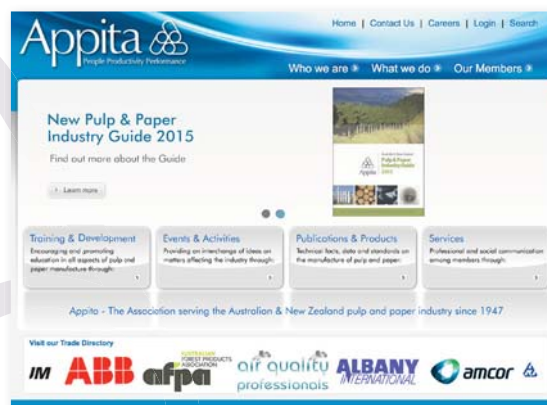 Home | Contact Us | Careers | Login | Search
Appita
People Productivity Performance
Who we are What we do Our Members
New Pulp & Paper
Industry Guide 2015
Find out more about the Guide
Learn more
Appita
Pulp & Paper
Industry Guide
2015
Training & Development
Encouraging and promoting
education in all aspects of pulp and
paper manufacture through:
Events & Activities
Providing an interchange of ideas on
matters affecting the industry through:
Publications & Products
Technical facts, data and standards on
the manufacture of pulp and paper:
Services
Professional and social communication
among members through:
Appita - The Association serving the Australian & New Zealand pulp and paper industry since 1947
Visit our Trade Directory
IM
ABB
AUSTRALIAN
FOREST PRODUCTS
ASSOCIATION
afpa
air quality
professionals
ALBANY
INTERNATIONAL
amcor